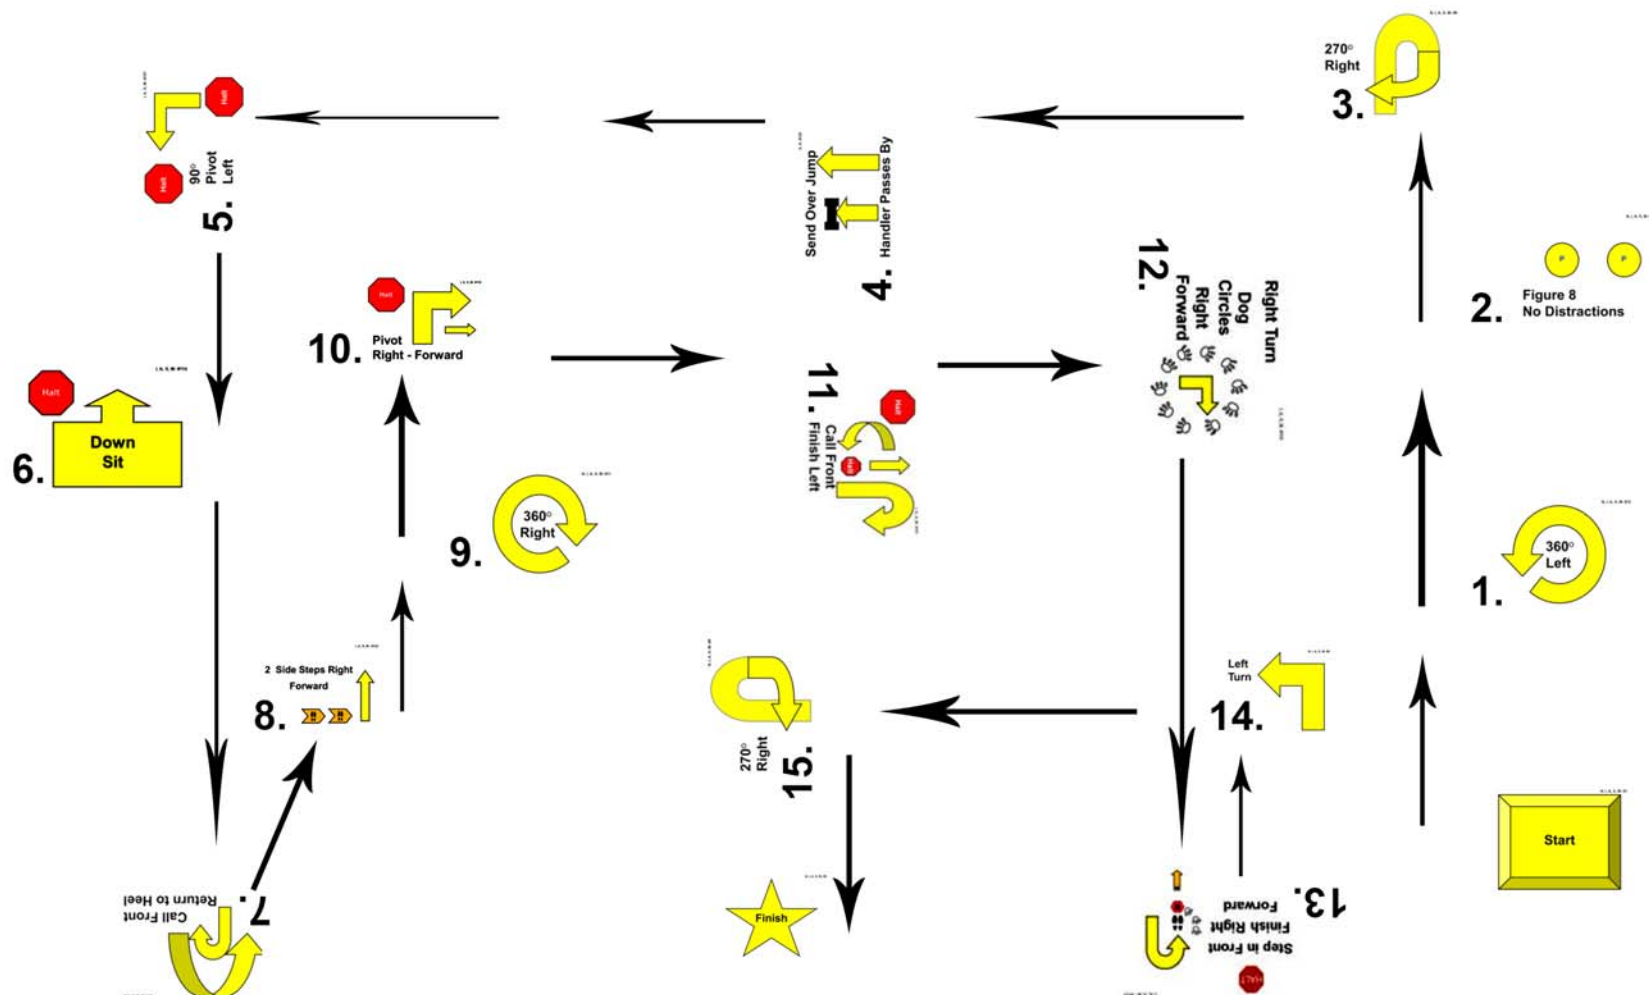 Start
1.
360°
Left
2.
P
P
Figure 8
No Distractions
3.
270°
Right
4.
Send Over Jump
Handler Passes By
5.
Halt
Halt
90°
Pivot
Left
6.
Halt
Down
Sit
7.
Call Front
Return to Heel
8.
2 Side Steps Right
Forward
9.
360°
Right
10.
Halt
Pivot
Right - Forward
11.
Halt
Halt
Call Front
Finish Left
12.
Right Turn
Dog
Circles
Right
Forward
13.
HALT
Step in Front
Finish Right
Forward
14.
Left
Turn
15.
270°
Right
Finish